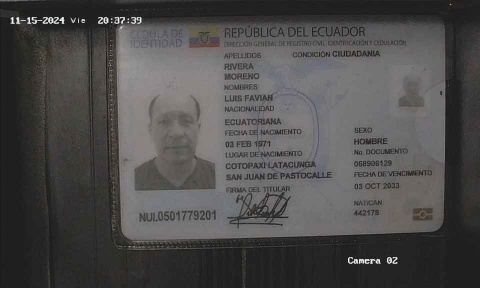 11-15-2024 Vie 20:37:39
CÉDULA DE IDENTIDAD
REPÚBLICA DEL ECUADOR
DIRECCIÓN GENERAL DE REGISTRO CIVIL, IDENTIFICACIÓN Y CEDULACIÓN
APELLIDOS
CONDICIÓN CIUDADANIA
RIVERA
MORENO
NOMBRES
LUIS FAVIAN
NACIONALIDAD
ECUATORIANA
FECHA DE NACIMIENTO
SEXO
03 FEB 1971
HOMBRE
LUGAR DE NACIMIENTO
No. DOCUMENTO
COTOPAXI LATACUNGA
068906129
SAN JUAN DE PASTOCALLE
FECHA DE VENCIMIENTO
FIRMA DEL TITULAR
03 OCT 2033
NAT/CAN
NUI.0501779201
442178
Camera 02